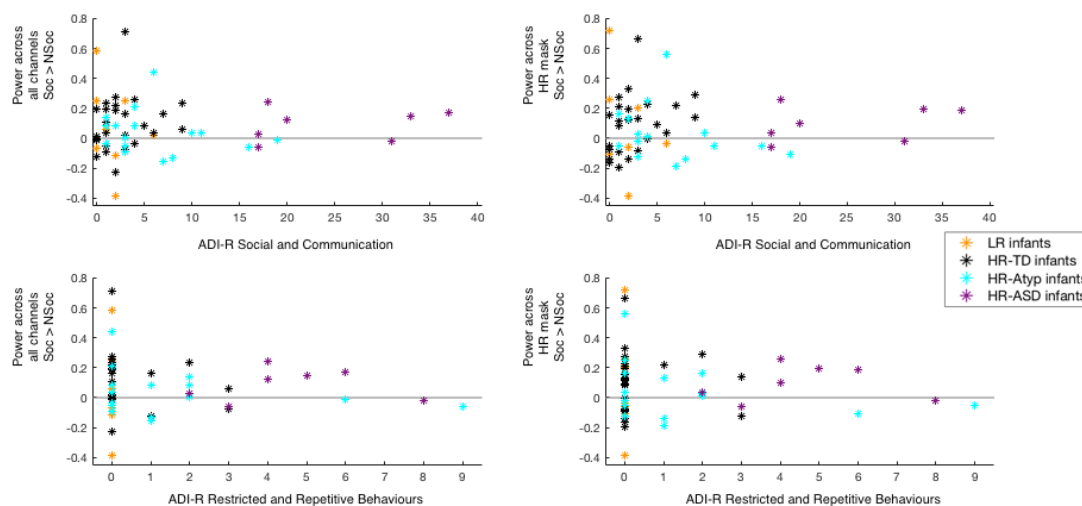 Power across
all channels
Soc > NSoc
0.8
0.6
0.4
0.2
0
-0.2
-0.4
0 5 10 15 20 25 30 35 40
ADI-R Social and Communication
Power across
HR mask
Soc > NSoc
0.8
0.6
0.4
0.2
0
-0.2
-0.4
0 5 10 15 20 25 30 35 40
ADI-R Social and Communication
LR infants
HR-TD infants
HR-Atyp infants
HR-ASD infants
Power across
all channels
Soc > NSoc
0.8
0.6
0.4
0.2
0
-0.2
-0.4
0 1 2 3 4 5 6 7 8 9
ADI-R Restricted and Repetitive Behaviours
Power across
HR mask
Soc > NSoc
0.8
0.6
0.4
0.2
0
-0.2
-0.4
0 1 2 3 4 5 6 7 8 9
ADI-R Restricted and Repetitive Behaviours